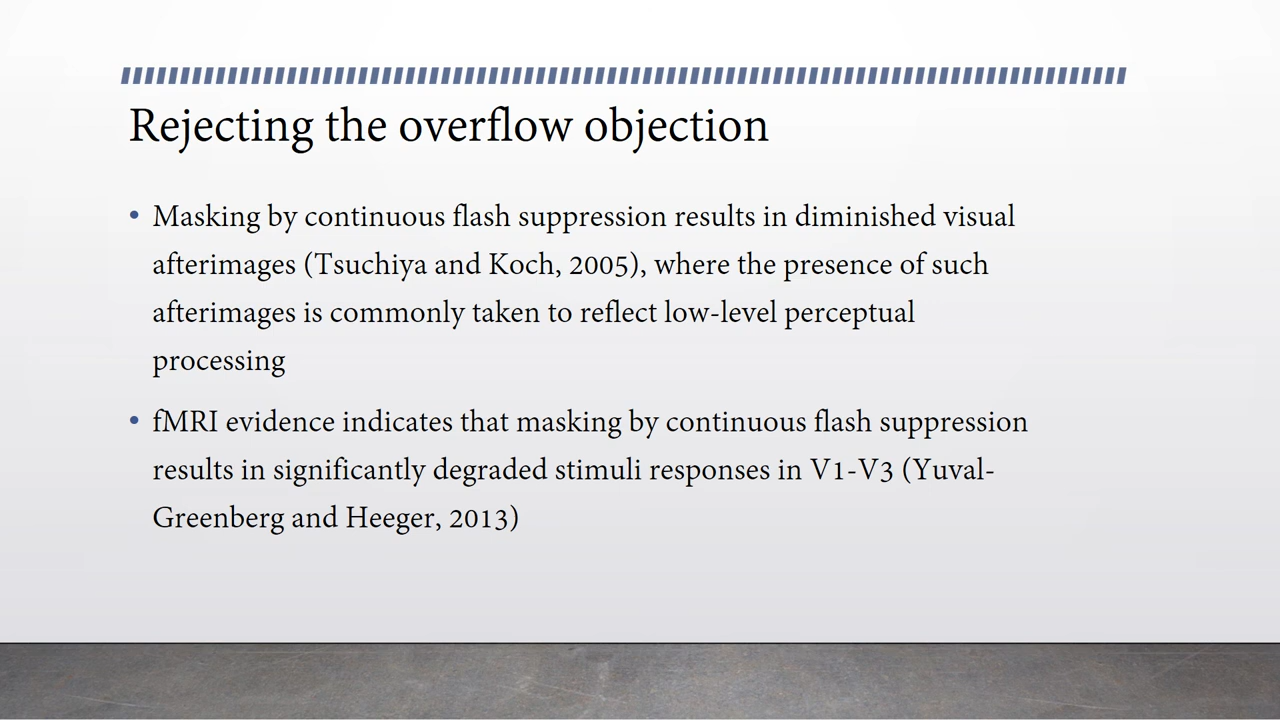 Rejecting the overflow objection
• Masking by continuous flash suppression results in diminished visual
afterimages (Tsuchiya and Koch, 2005), where the presence of such
afterimages is commonly taken to reflect low-level perceptual
processing
• fMRI evidence indicates that masking by continuous flash suppression
results in significantly degraded stimuli responses in V1-V3 (Yuval-
Greenberg and Heeger, 2013)